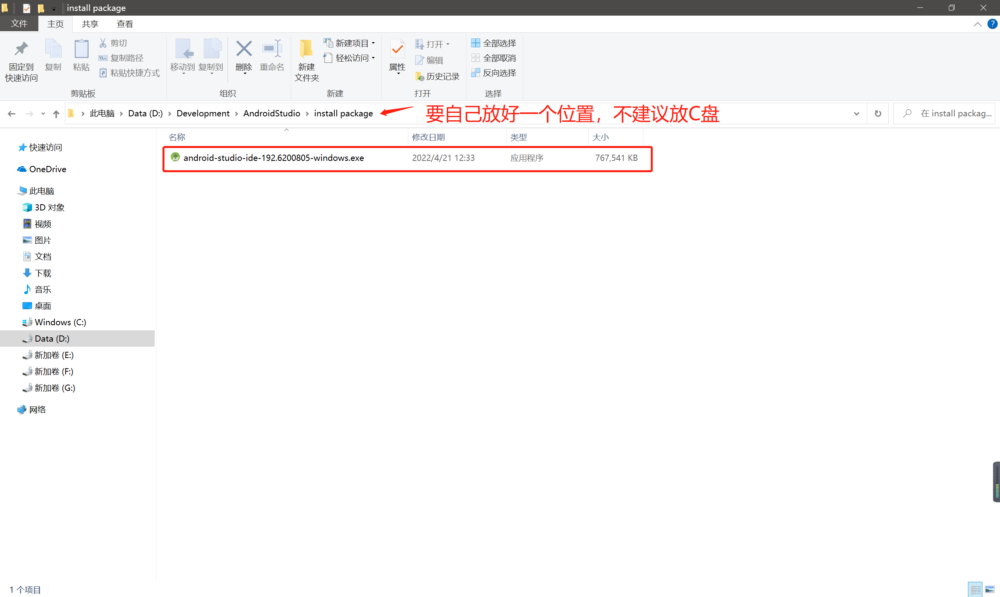 install package
文件 主页 共享 查看
固定到
快速访问
复制
粘贴
剪切
复制路径
粘贴快捷方式
剪贴板
移动到
复制到
删除
重命名
组织
新建
文件夹
新建项目
轻松访问
新建
属性
打开
编辑
历史记录
打开
全部选择
全部取消
反向选择
选择
此电脑 > Data (D:) > Development > AndroidStudio > install package
要自己放好一个位置，不建议放C盘
在 install packag...
名称 修改日期 类型 大小
android-studio-ide-192.6200805-windows.exe 2022/4/21 12:33 应用程序 767,541 KB
快速访问
OneDrive
此电脑
3D 对象
视频
图片
文档
下载
音乐
桌面
Windows (C:)
Data (D:)
新加卷 (E:)
新加卷 (F:)
新加卷 (G:)
网络
1 个项目